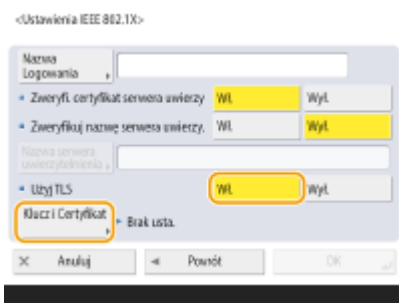 <Ustawienia IEEE 802.1X>
Nazwa
Logowania
Zweryfi. certyfikat serwera uwierzy Wł. Wył.
Zweryfikuj nazwę serwera uwierzy. Wł. Wył.
Nazwa serwera
uwierzytelnienia
Użyj TLS Wł. Wył.
Klucz i Certyfikat
Brak usta.
Anuluj Powrót OK